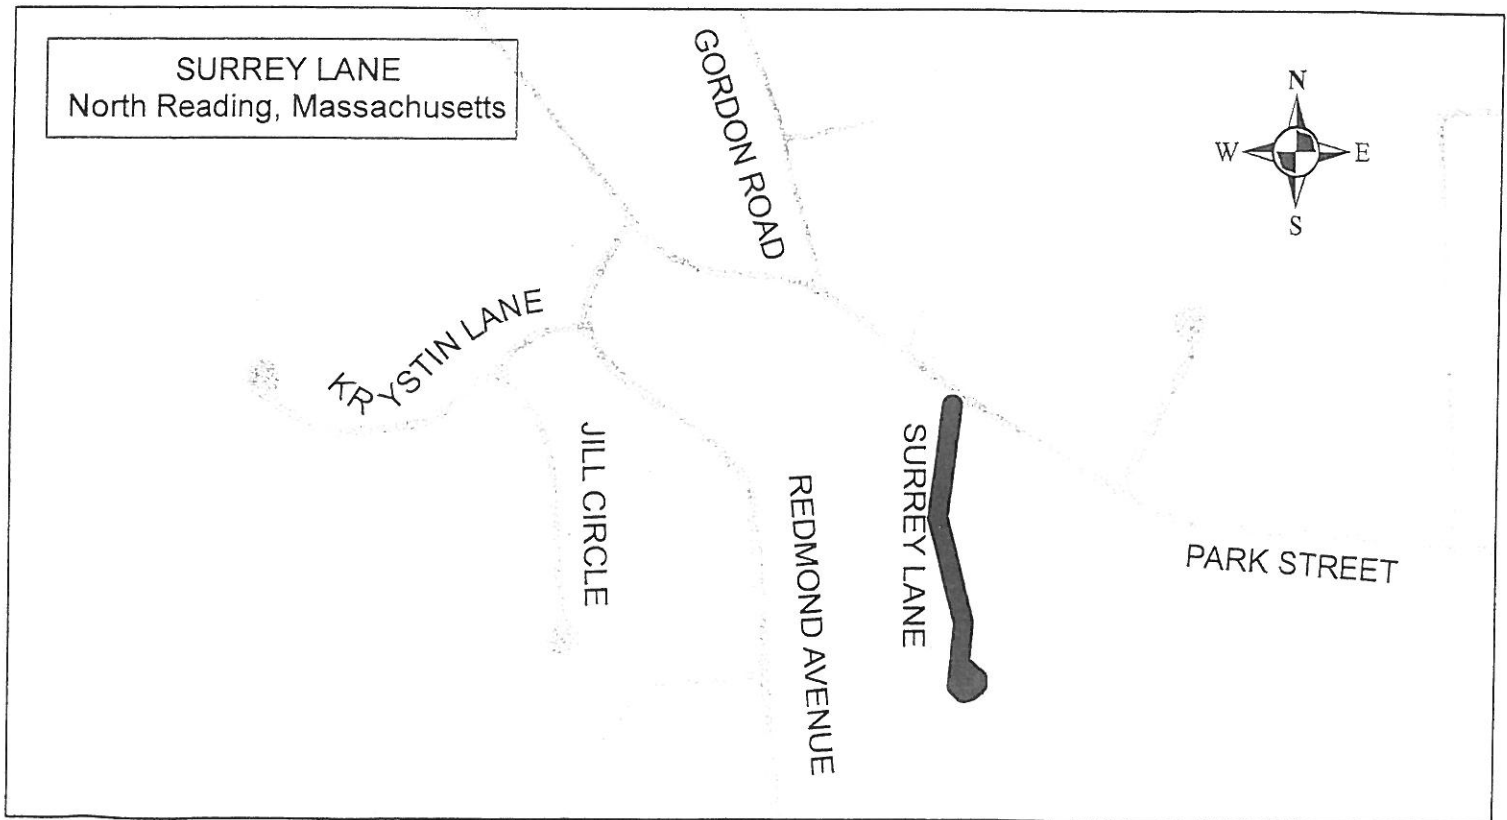 SURREY LANE
North Reading, Massachusetts
GORDON ROAD
N
W
E
S
KRYSTIN LANE
JILL CIRCLE
REDMOND AVENUE
SURREY LANE
PARK STREET